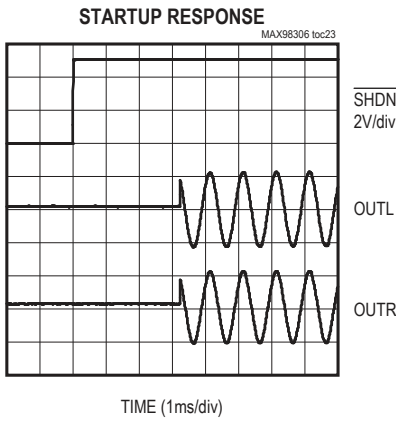 STARTUP RESPONSE
MAX98306 toc23
SHDN
2V/div
OUTL
OUTR
TIME (1ms/div)